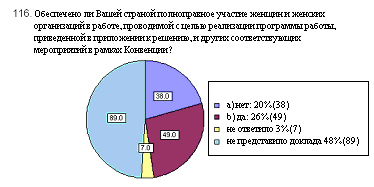 116. Обеспечено ли Вашей страной полноправное участие женщин и женских
организаций в работе, проводимой с целью реализации программы работы,
приведенной в приложении к решению, и других соответствующих
мероприятий в рамках Конвенции?
38.0
89.0
49.0
7.0
a) нет: 20% (38)
b) да: 26% (49)
не ответило 3% (7)
не представило доклада 48% (89)